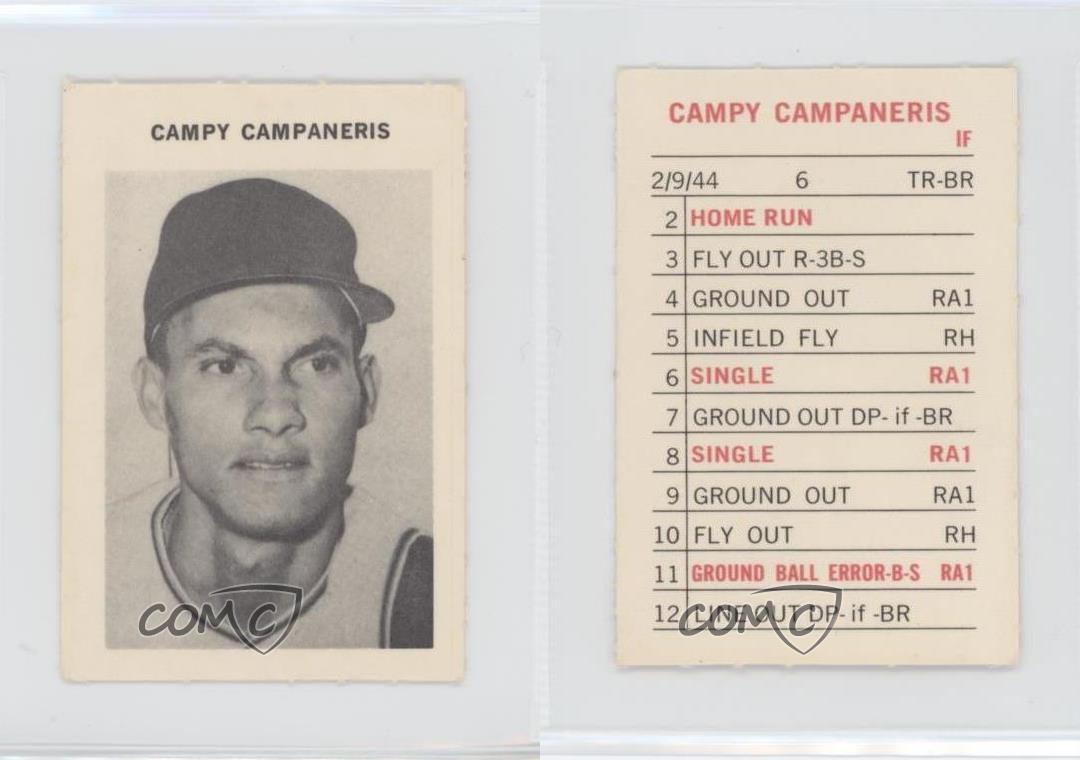 CAMPY CAMPANERIS
COMC
CAMPY CAMPANERIS
IF
2/9/44 6 TR-BR
2 HOME RUN
3 FLY OUT R-3B-S
4 GROUND OUT RA1
5 INFIELD FLY RH
6 SINGLE RA1
7 GROUND OUT DP- if -BR
8 SINGLE RA1
9 GROUND OUT RA1
10 FLY OUT RH
11 GROUND BALL ERROR-B-S RA1
12 LINE OUT DP- if -BR
COMC